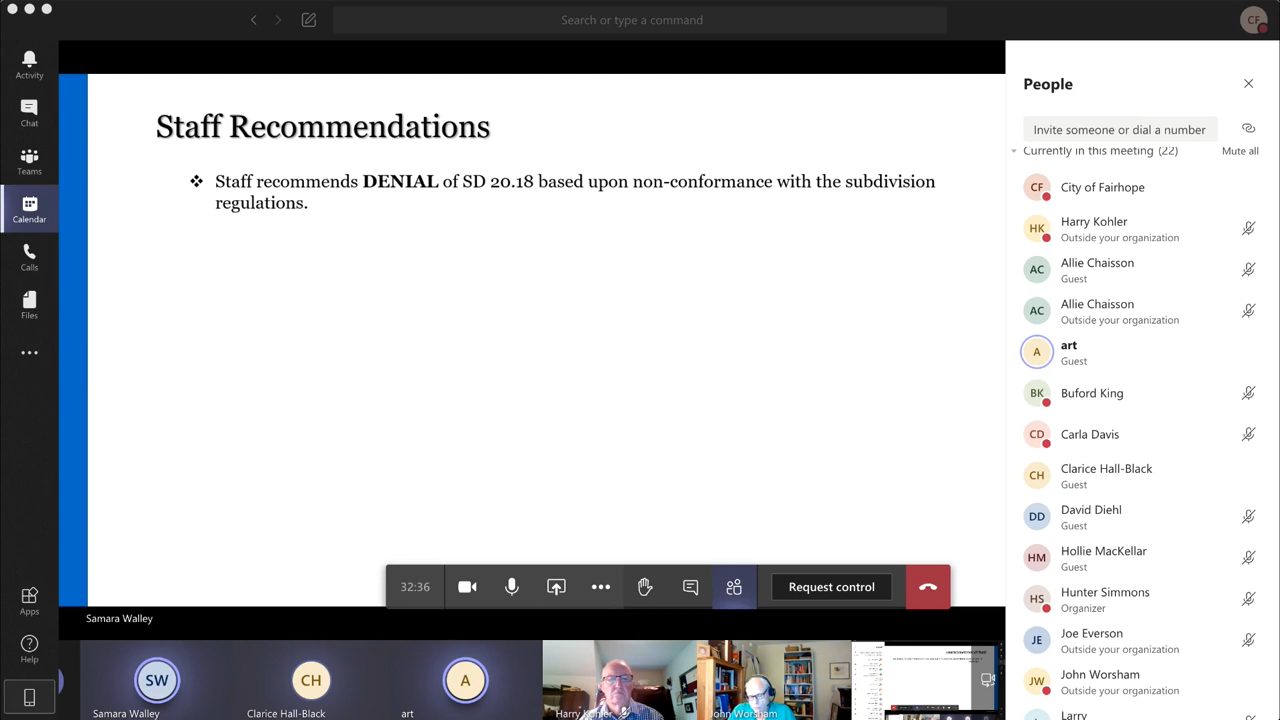 Search or type a command
CF
Activity
Chat
Teams
Calendar
Calls
Files
Apps
Help
Staff Recommendations
❖ Staff recommends DENIAL of SD 20.18 based upon non-conformance with the subdivision
regulations.
32:36
Request control
Samara Walley
SW
Samara Walley
CH
Clarice Hall-Black
A
art
Harry
John Worsham
People
Invite someone or dial a number
Currently in this meeting (22)
Mute all
CF
City of Fairhope
HK
Harry Kohler
Outside your organization
AC
Allie Chaisson
Guest
AC
Allie Chaisson
Outside your organization
A
art
Guest
BK
Buford King
CD
Carla Davis
CH
Clarice Hall-Black
Guest
DD
David Diehl
Guest
HM
Hollie MacKellar
Guest
HS
Hunter Simmons
Organizer
JE
Joe Everson
Outside your organization
JW
John Worsham
Outside your organization
Larry